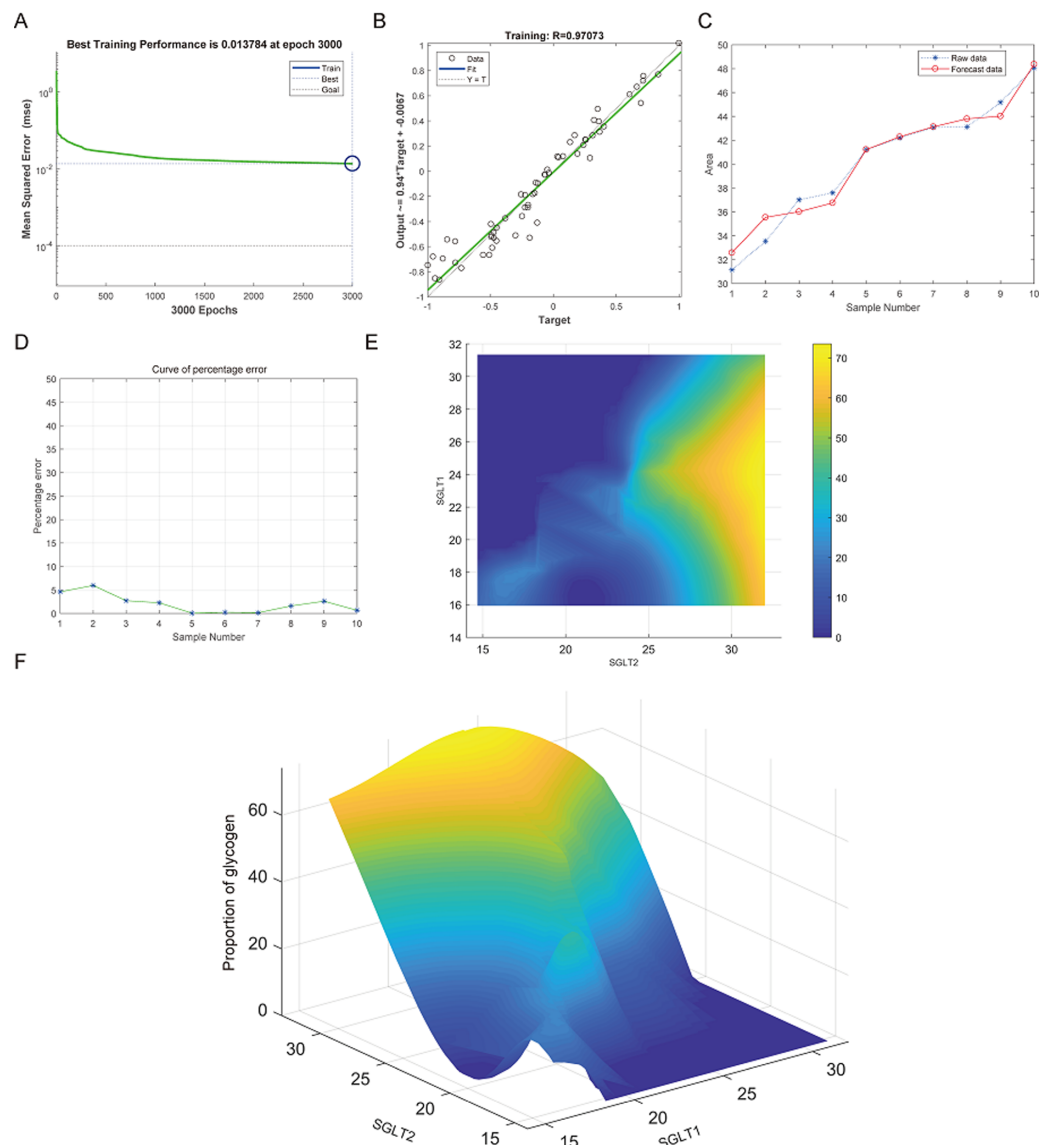 A
Best Training Performance is 0.013784 at epoch 3000
Train
Best
Goal
Mean Squared Error (mse)
10^0
10^-2
10^-4
0 500 1000 1500 2000 2500 3000
3000 Epochs
B
Training: R=0.97073
Data
Fit
Y = T
Output ~= 0.94*Target + -0.0067
1
0.8
0.6
0.4
0.2
0
-0.2
-0.4
-0.6
-0.8
-1
-1 -0.5 0 0.5 1
Target
C
Raw data
Forecast data
Area
50
48
46
44
42
40
38
36
34
32
30
1 2 3 4 5 6 7 8 9 10
Sample Number
D
Curve of percentage error
Percentage error
50
45
40
35
30
25
20
15
10
5
0
1 2 3 4 5 6 7 8 9 10
Sample Number
E
SGLT1
32
30
28
26
24
22
20
18
16
14
15 20 25 30
SGLT2
70
60
50
40
30
20
10
0
F
Proportion of glycogen
60
40
20
0
30
25
20
15
SGLT2
15
20
25
30
SGLT1